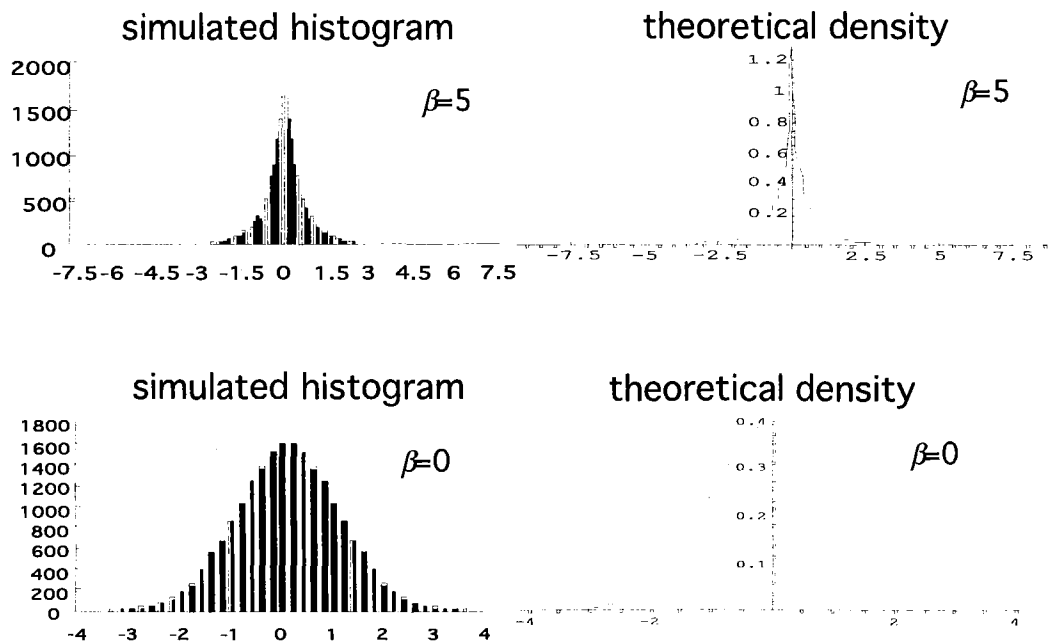 simulated histogram
2000
1500
1000
500
0
β=5
-7.5 -6 -4.5 -3 -1.5 0 1.5 3 4.5 6 7.5
theoretical density
1.2
1
0.8
0.6
0.4
0.2
β=5
-7.5 -5 -2.5 2.5 5 7.5
simulated histogram
1800
1600
1400
1200
1000
800
600
400
200
0
β=0
-4 -3 -2 -1 0 1 2 3 4
theoretical density
0.4
0.3
0.2
0.1
β=0
-4 -2 2 4